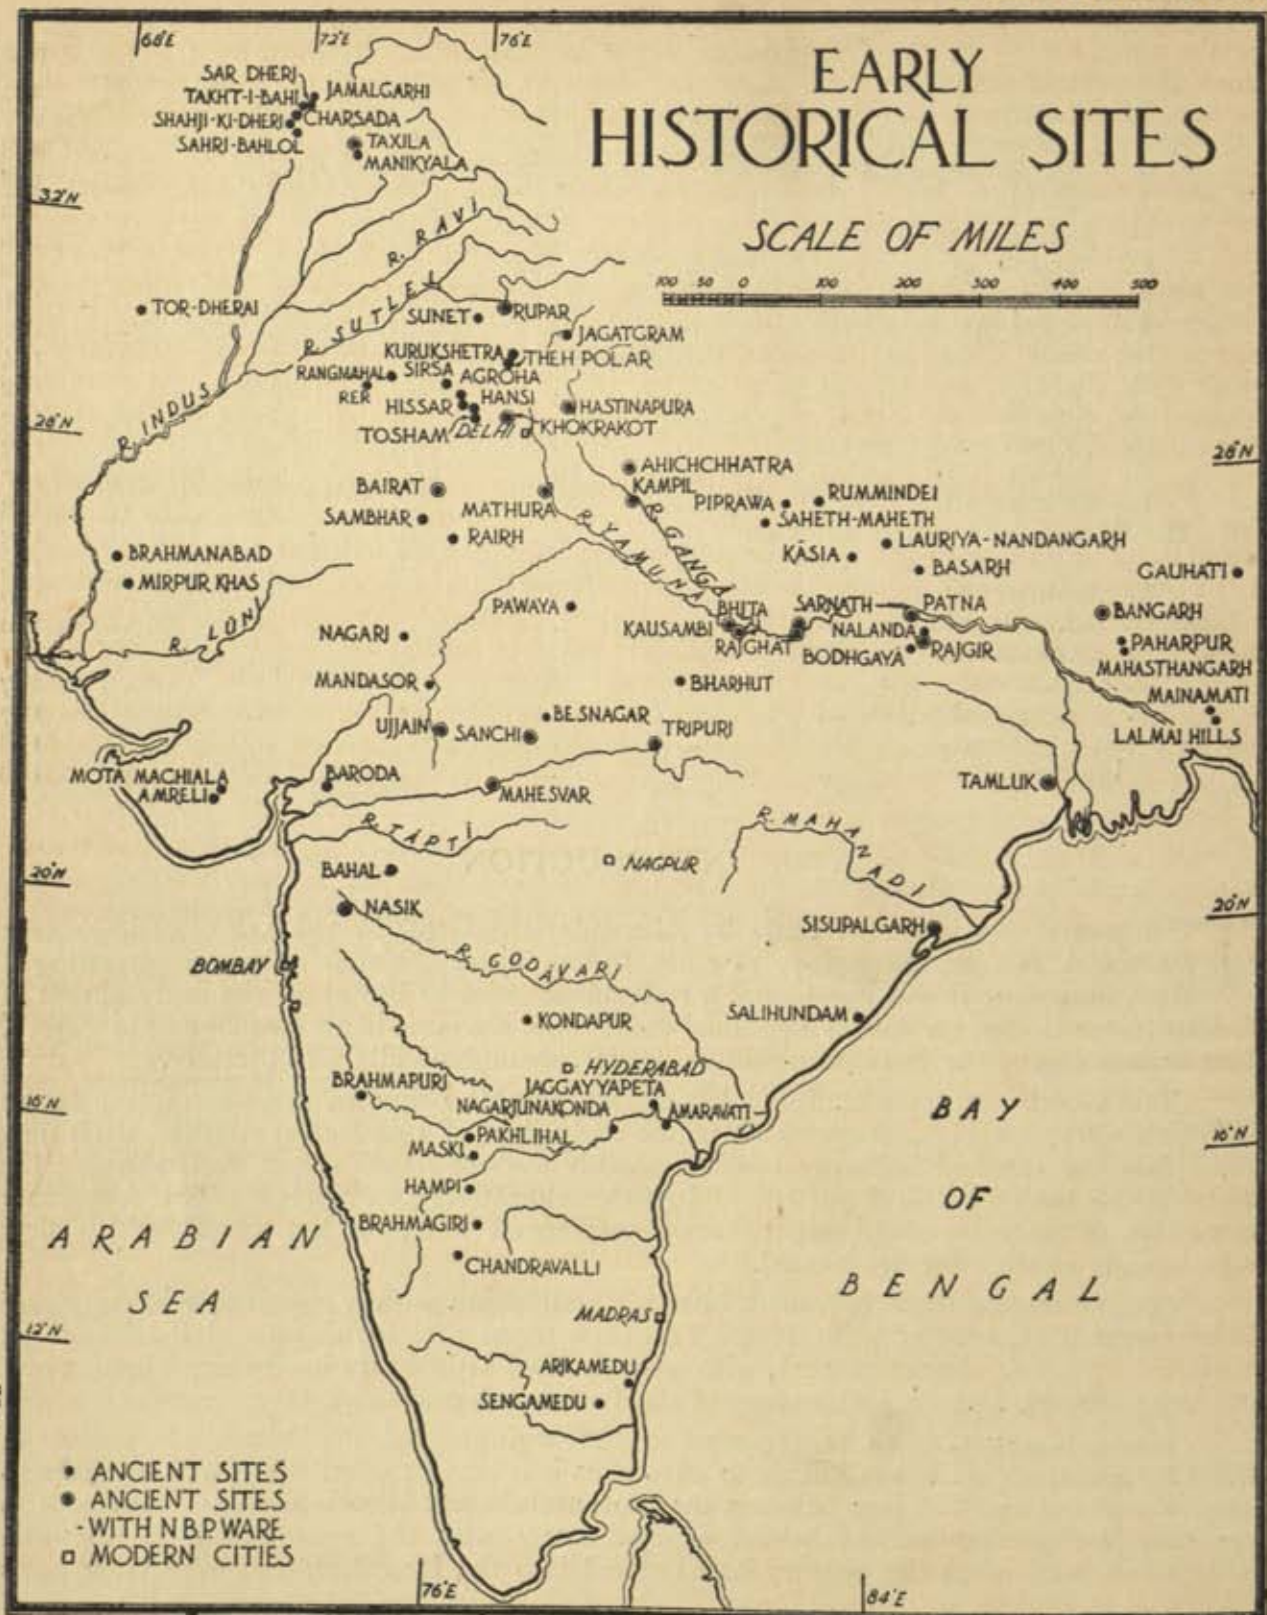 68°E
72°E
76°E
EARLY
HISTORICAL SITES
SCALE OF MILES
100 50 0 100 200 300 400 500
SAR DHERI
TAKHT-I-BAHI
JAMALGARHI
SHAHJI-KI-DHERI
CHARSADA
SAHRI-BAHLOL
TAXILA
MANIKYALA
32°N
R. RAVI
TOR-DHERAI
R. SUTLEJ
SUNET
RUPAR
JAGATGRAM
KURUKSHETRA
THEH POLAR
RANGMAHAL
SIRSA
AGROHA
RER
HISSAR
HANSI
HASTINAPURA
R. INDUS
TOSHAM
DELHI
KHOKRAKOT
28°N
AHICHCHHATRA
KAMPIL
BAIRAT
MATHURA
PIPRAWA
RUMMINDEI
SAMBHAR
SAHETH-MAHETH
RAIRH
R. YAMUNA
R. GANGA
LAURIYA-NANDANGARH
BRAHMANABAD
KĀSIA
BASARH
GAUHATI
MIRPUR KHAS
R. LUNI
PAWAYA
BHITA
SARNATH
PATNA
BANGARH
NAGARI
KAUSAMBI
RAJGHAT
NALANDA
RAJGIR
BODHGAYA
PAHARPUR
MAHASTHANGARH
MANDASOR
BHARHUT
MAINAMATI
LALMAI HILLS
UJJAIN
SANCHI
BESNAGAR
TRIPURI
MOTA MACHIALA
AMRELI
BARODA
MAHESVAR
TAMLUK
R. TAPTI
R. MAHANADI
BAHAL
NAGPUR
20°N
20°N
NASIK
SISUPALGARH
BOMBAY
R. GODAVARI
KONDAPUR
SALIHUNDAM
HYDERABAD
BRAHMAPURI
JAGGAYYAPETA
NAGARJUNAKONDA
AMARAVATI
16°N
16°N
PAKHLIHAL
MASKI
HAMPI
BRAHMAGIRI
CHANDRAVALLI
BAY
OF
BENGAL
ARABIAN
SEA
MADRAS
12°N
ARIKAMEDU
SENGAMEDU
ANCIENT SITES
ANCIENT SITES
-WITH N.B.P. WARE
MODERN CITIES
76°E
84°E